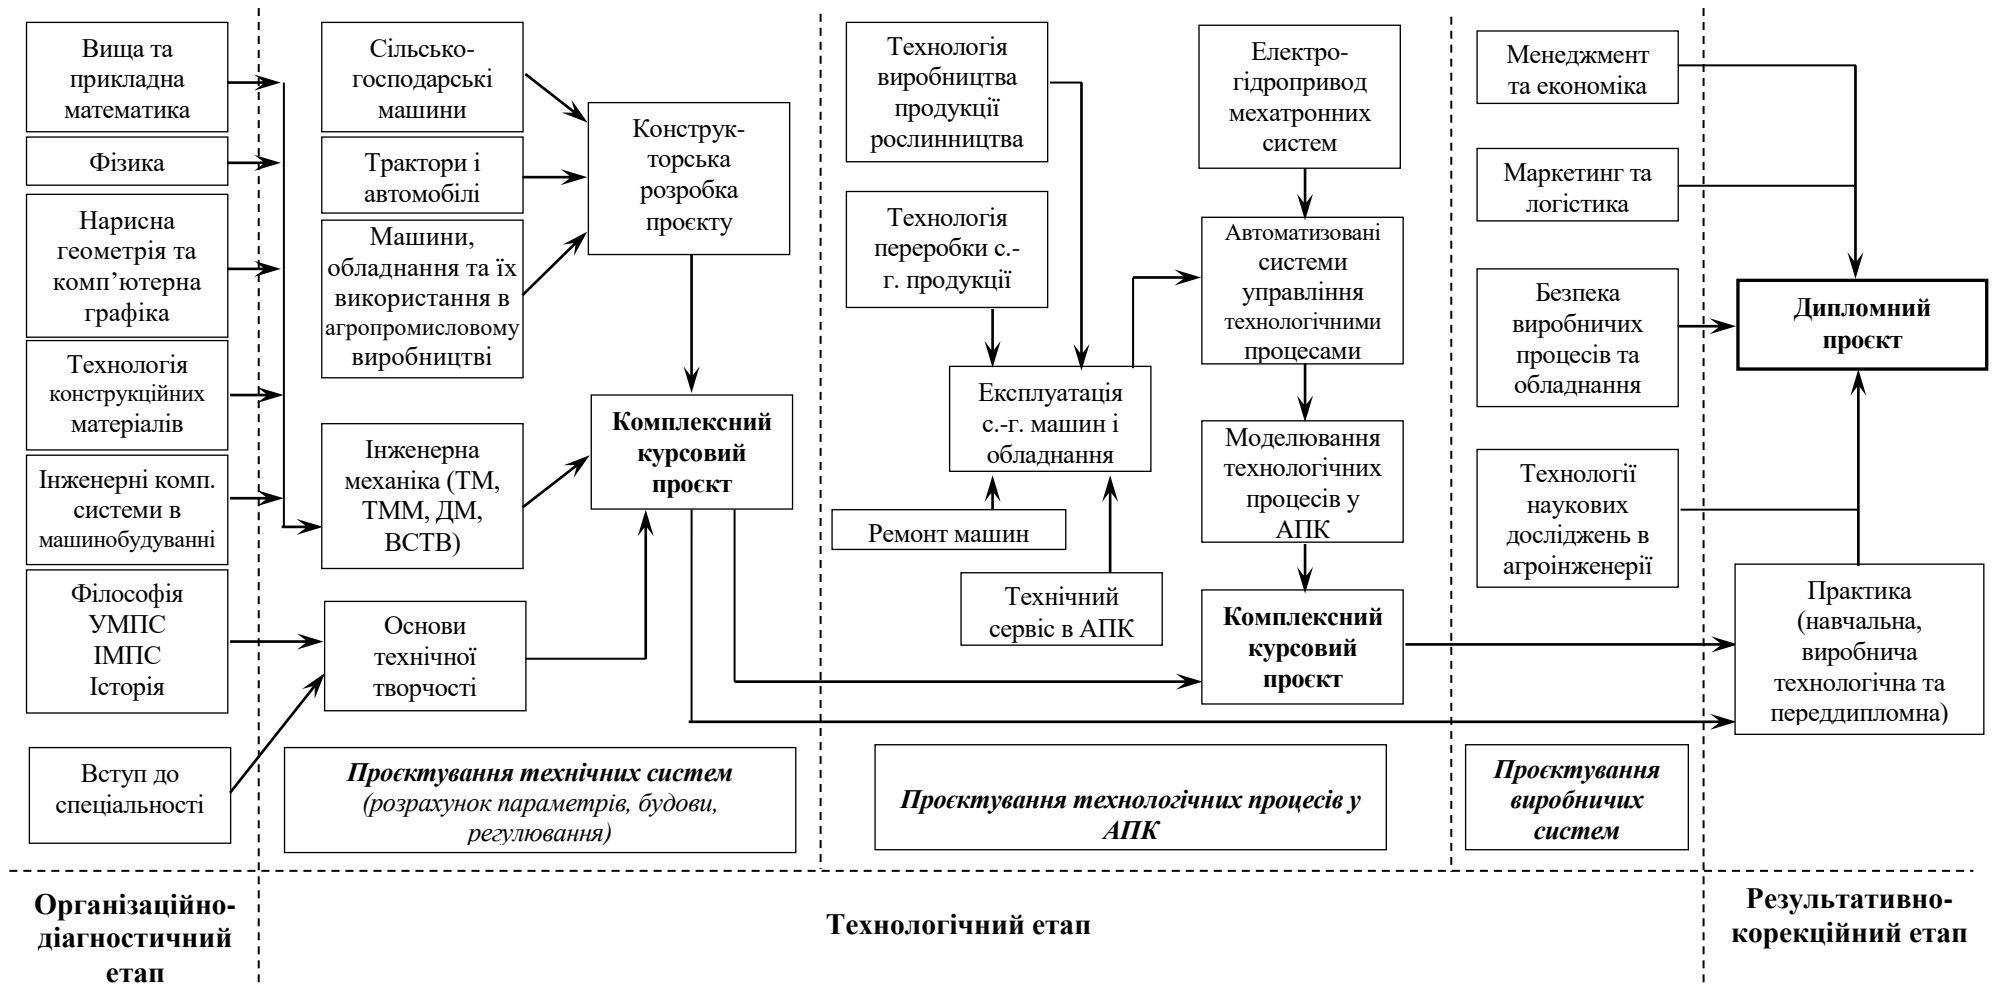 Вища та
прикладна
математика
Фізика
Нарисна
геометрія та
комп’ютерна
графіка
Технологія
конструкційних
матеріалів
Інженерні комп.
системи в
машинобудуванні
Філософія
УМПС
ІМПС
Історія
Вступ до
спеціальності
Сільсько-
господарські
машини
Трактори і
автомобілі
Машини,
обладнання та їх
використання в
агропромисловому
виробництві
Інженерна
механіка (ТМ,
ТММ, ДМ,
ВСТВ)
Основи
технічної
творчості
Конструк-
торська
розробка
проєкту
Комплексний
курсовий
проєкт
Проєктування технічних систем
(розрахунок параметрів, будови,
регулювання)
Технологія
виробництва
продукції
рослинництва
Технологія
переробки с.-
г. продукції
Експлуатація
с.-г. машин і
обладнання
Ремонт машин
Технічний
сервіс в АПК
Електро-
гідропривод
мехатронних
систем
Автоматизовані
системи
управління
технологічними
процесами
Моделювання
технологічних
процесів у
АПК
Комплексний
курсовий
проєкт
Проєктування технологічних процесів у
АПК
Менеджмент
та економіка
Маркетинг та
логістика
Безпека
виробничих
процесів та
обладнання
Технології
наукових
досліджень в
агроінженерії
Проєктування
виробничих
систем
Дипломний
проєкт
Практика
(навчальна,
виробнича
технологічна та
переддипломна)
Організаційно-
діагностичний
етап
Технологічний етап
Результативно-
корекційний етап